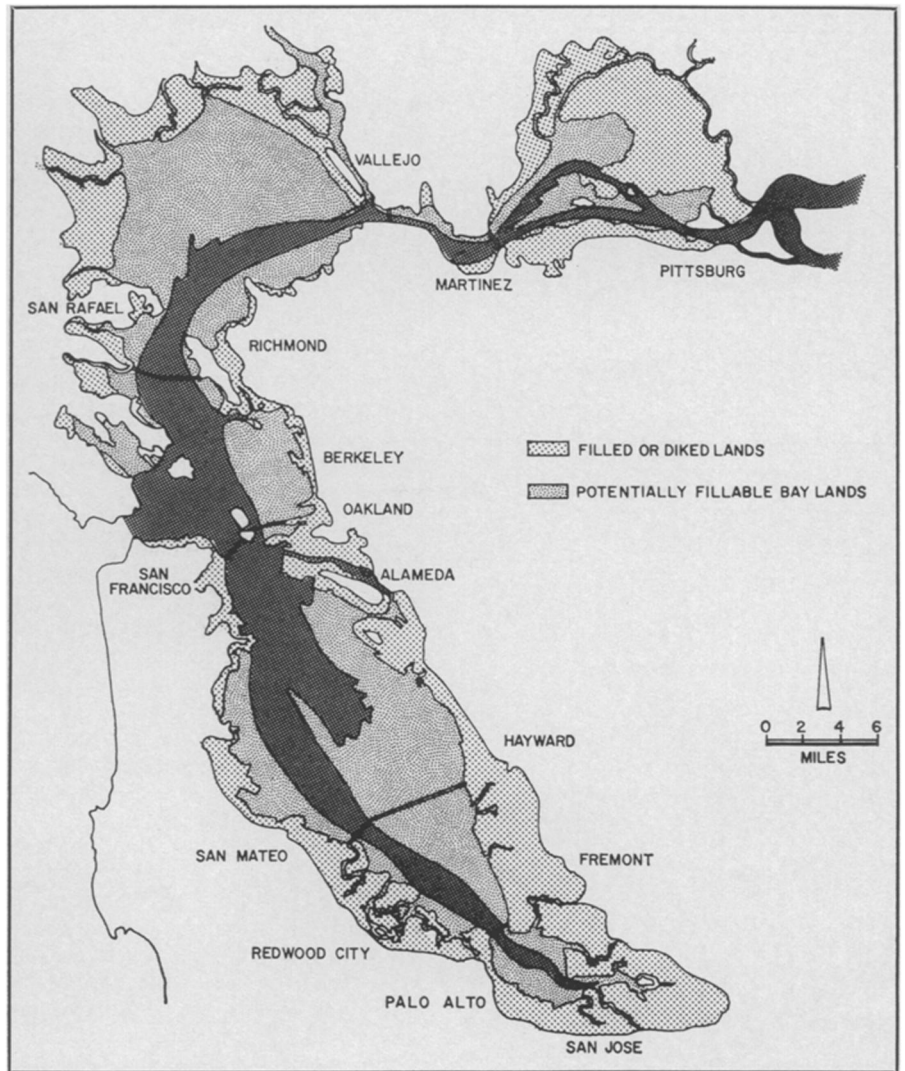 VALLEJO
MARTINEZ
PITTSBURG
SAN RAFAEL
RICHMOND
BERKELEY
FILLED OR DIKED LANDS
POTENTIALLY FILLABLE BAY LANDS
OAKLAND
SAN
FRANCISCO
ALAMEDA
HAYWARD
0 2 4 6
MILES
SAN MATEO
FREMONT
REDWOOD CITY
PALO ALTO
SAN JOSE